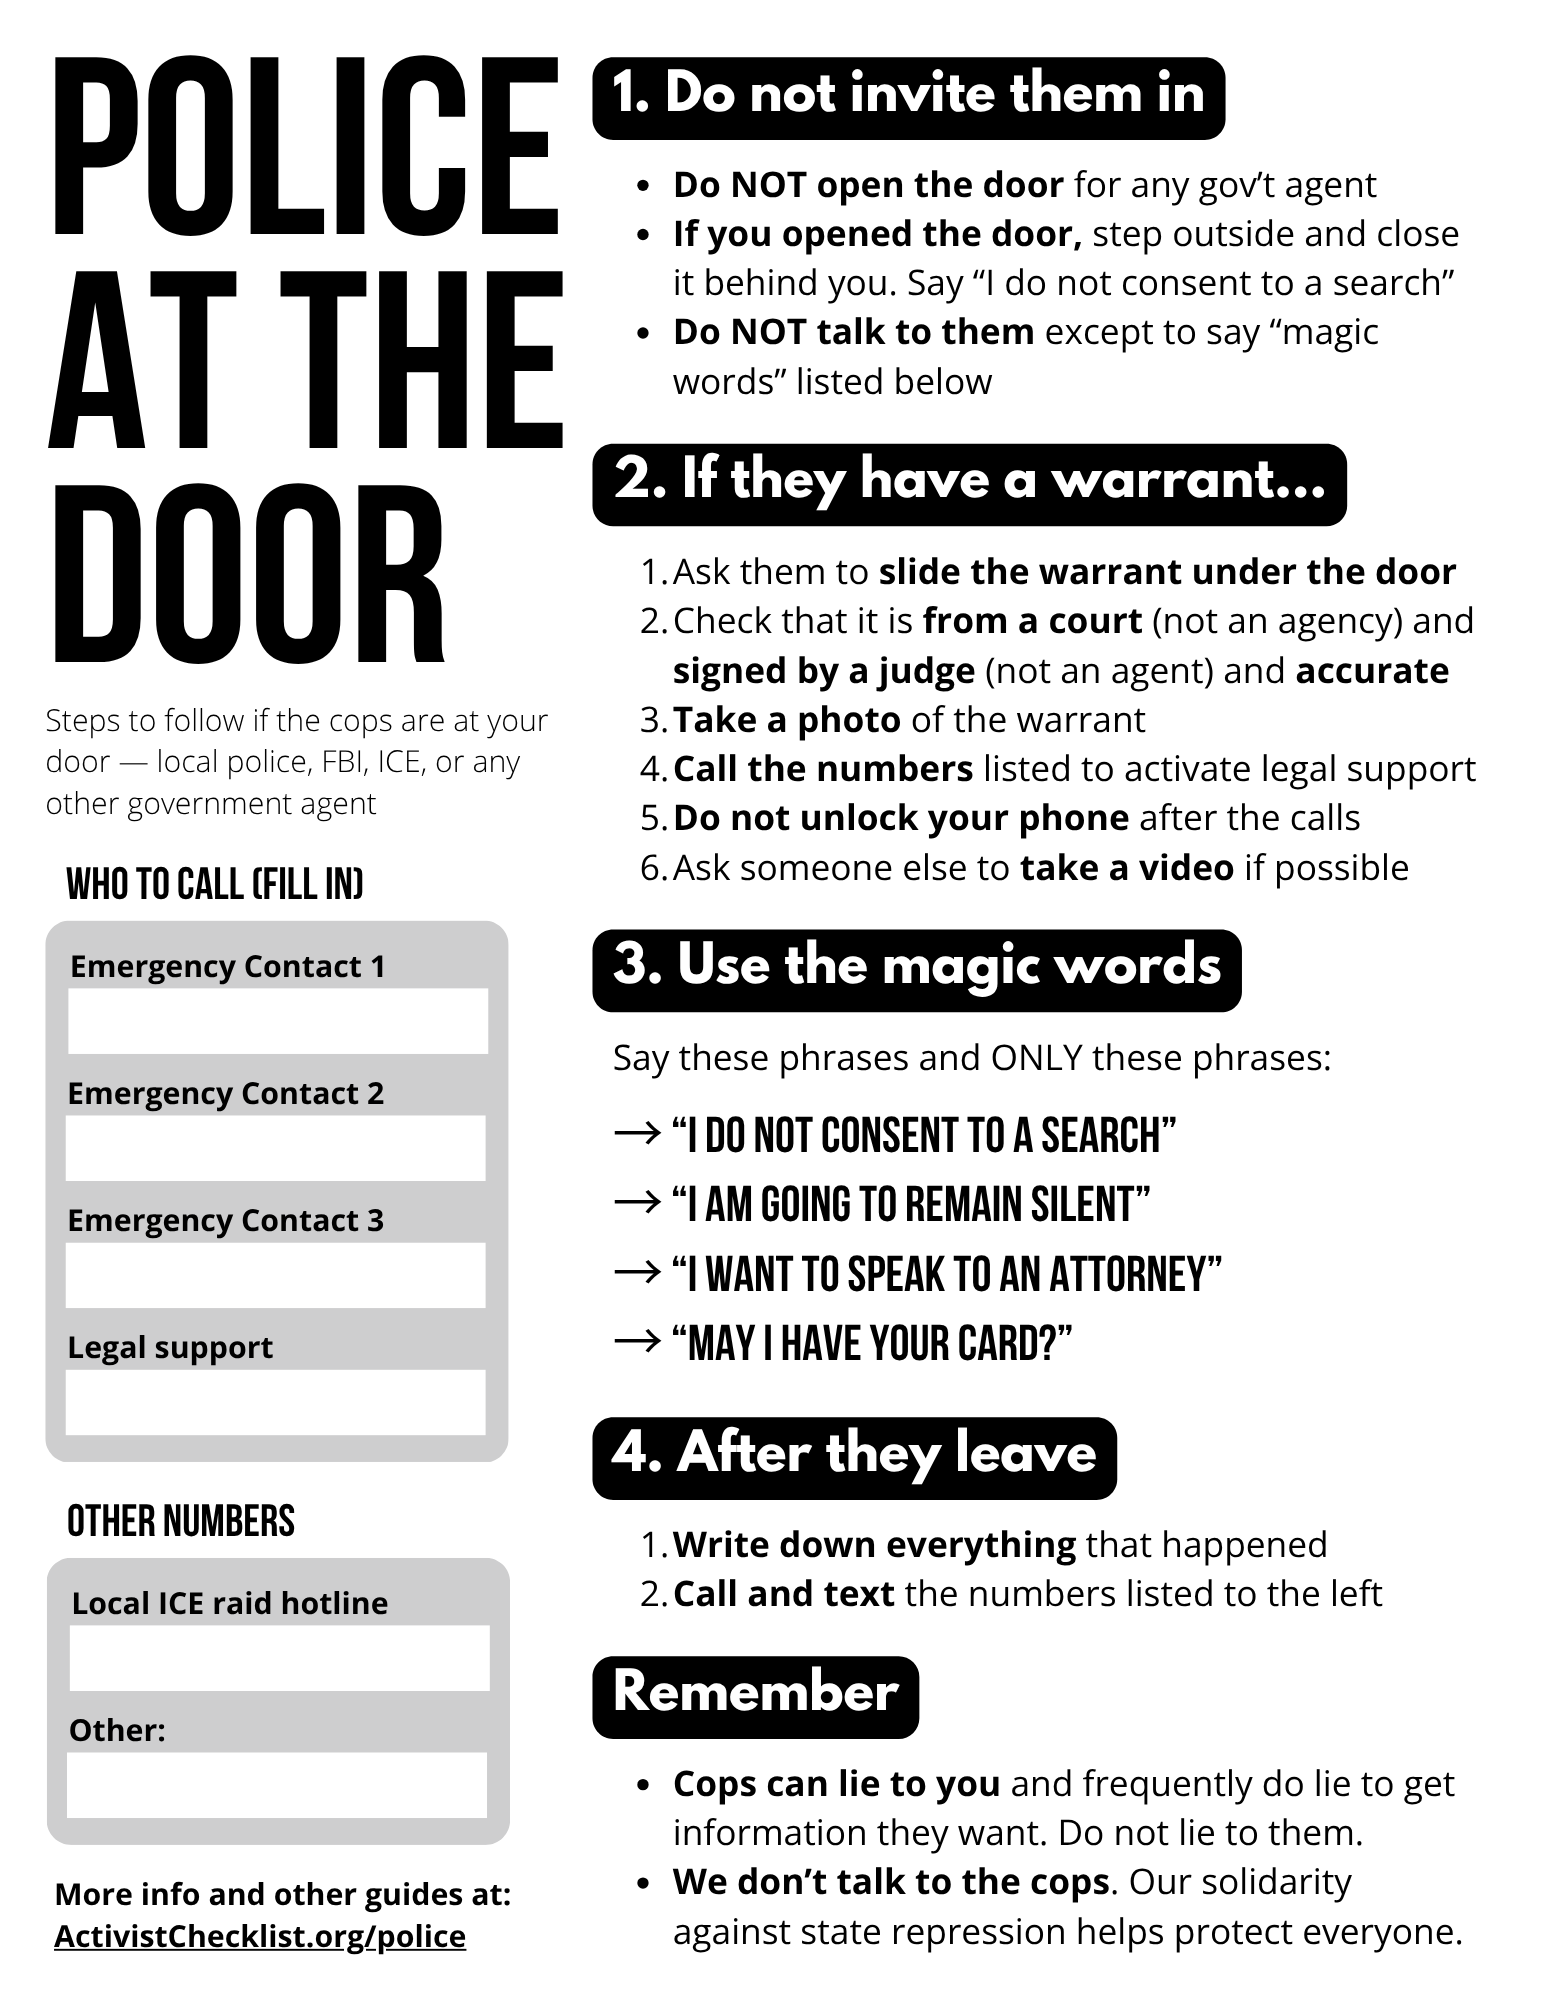 POLICE
AT THE
DOOR
Steps to follow if the cops are at your
door — local police, FBI, ICE, or any
other government agent
WHO TO CALL (FILL IN)
Emergency Contact 1
Emergency Contact 2
Emergency Contact 3
Legal support
OTHER NUMBERS
Local ICE raid hotline
Other:
More info and other guides at:
ActivistChecklist.org/police
1. Do not invite them in
• Do NOT open the door for any gov’t agent
• If you opened the door, step outside and close
it behind you. Say “I do not consent to a search”
• Do NOT talk to them except to say “magic
words” listed below
2. If they have a warrant...
1. Ask them to slide the warrant under the door
2. Check that it is from a court (not an agency) and
signed by a judge (not an agent) and accurate
3. Take a photo of the warrant
4. Call the numbers listed to activate legal support
5. Do not unlock your phone after the calls
6. Ask someone else to take a video if possible
3. Use the magic words
Say these phrases and ONLY these phrases:
→ “I DO NOT CONSENT TO A SEARCH”
→ “I AM GOING TO REMAIN SILENT”
→ “I WANT TO SPEAK TO AN ATTORNEY”
→ “MAY I HAVE YOUR CARD?”
4. After they leave
1. Write down everything that happened
2. Call and text the numbers listed to the left
Remember
• Cops can lie to you and frequently do lie to get
information they want. Do not lie to them.
• We don’t talk to the cops. Our solidarity
against state repression helps protect everyone.